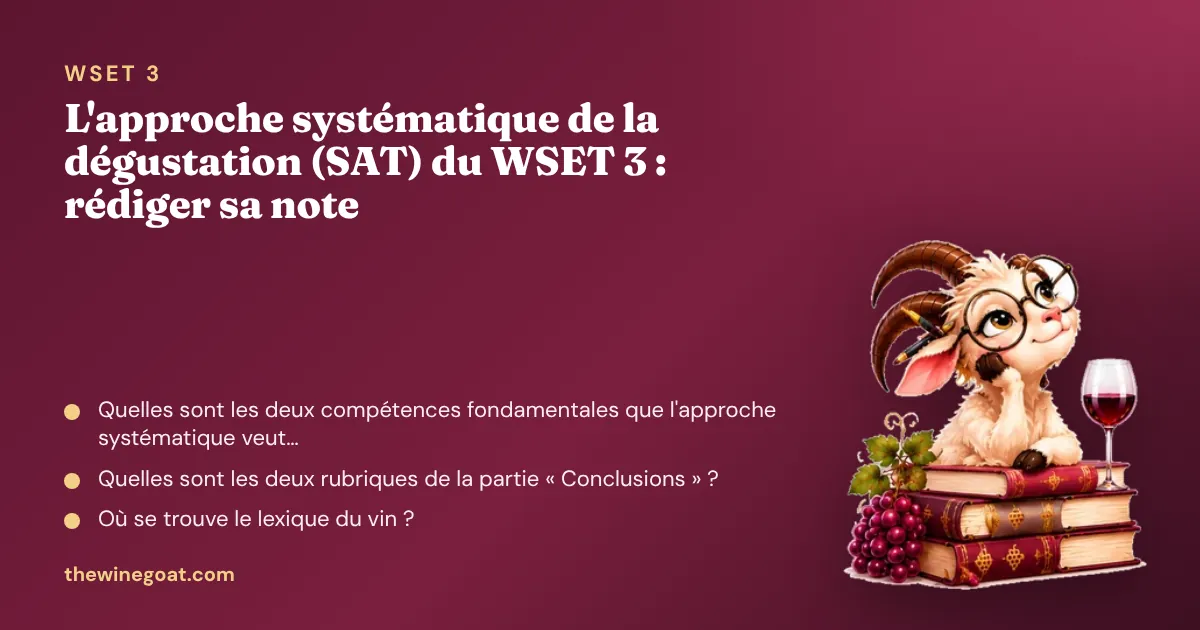 WSET 3
L'approche systématique de la
dégustation (SAT) du WSET 3 :
rédiger sa note
Quelles sont les deux compétences fondamentales que l'approche
systématique veut…
Quelles sont les deux rubriques de la partie « Conclusions » ?
Où se trouve le lexique du vin ?
thewinegoat.com